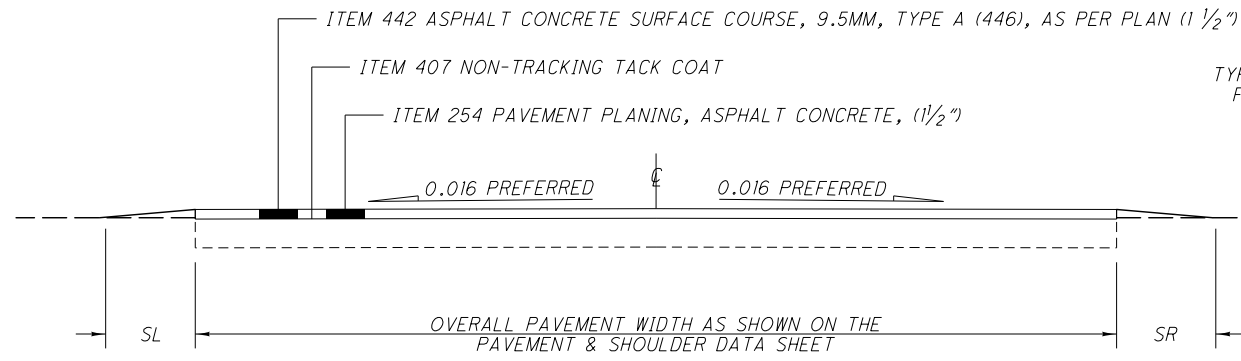 ITEM 442 ASPHALT CONCRETE SURFACE COURSE, 9.5MM, TYPE A (446), AS PER PLAN (1 1/2")
ITEM 407 NON-TRACKING TACK COAT
ITEM 254 PAVEMENT PLANING, ASPHALT CONCRETE, (1 1/2")
℄
0.016 PREFERRED
0.016 PREFERRED
SL
OVERALL PAVEMENT WIDTH AS SHOWN ON THE
PAVEMENT & SHOULDER DATA SHEET
SR